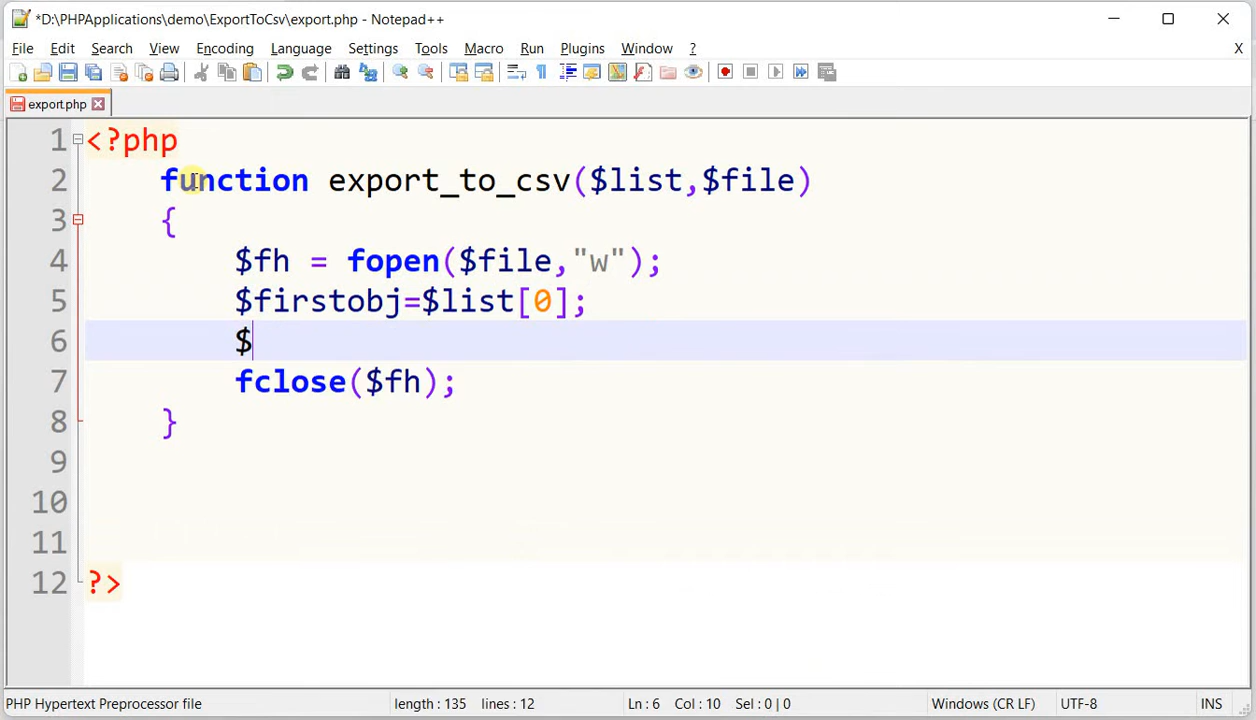 *D:\PHPApplications\demo\ExportToCsv\export.php - Notepad++
File Edit Search View Encoding Language Settings Tools Macro Run Plugins Window ? X
export.php
1 <?php
2 function export_to_csv($list,$file)
3 {
4 $fh = fopen($file,"w");
5 $firstobj=$list[0];
6 $
7 fclose($fh);
8 }
9
10
11
12 ?>
PHP Hypertext Preprocessor file length : 135 lines : 12 Ln : 6 Col : 10 Sel : 0 | 0 Windows (CR LF) UTF-8 INS